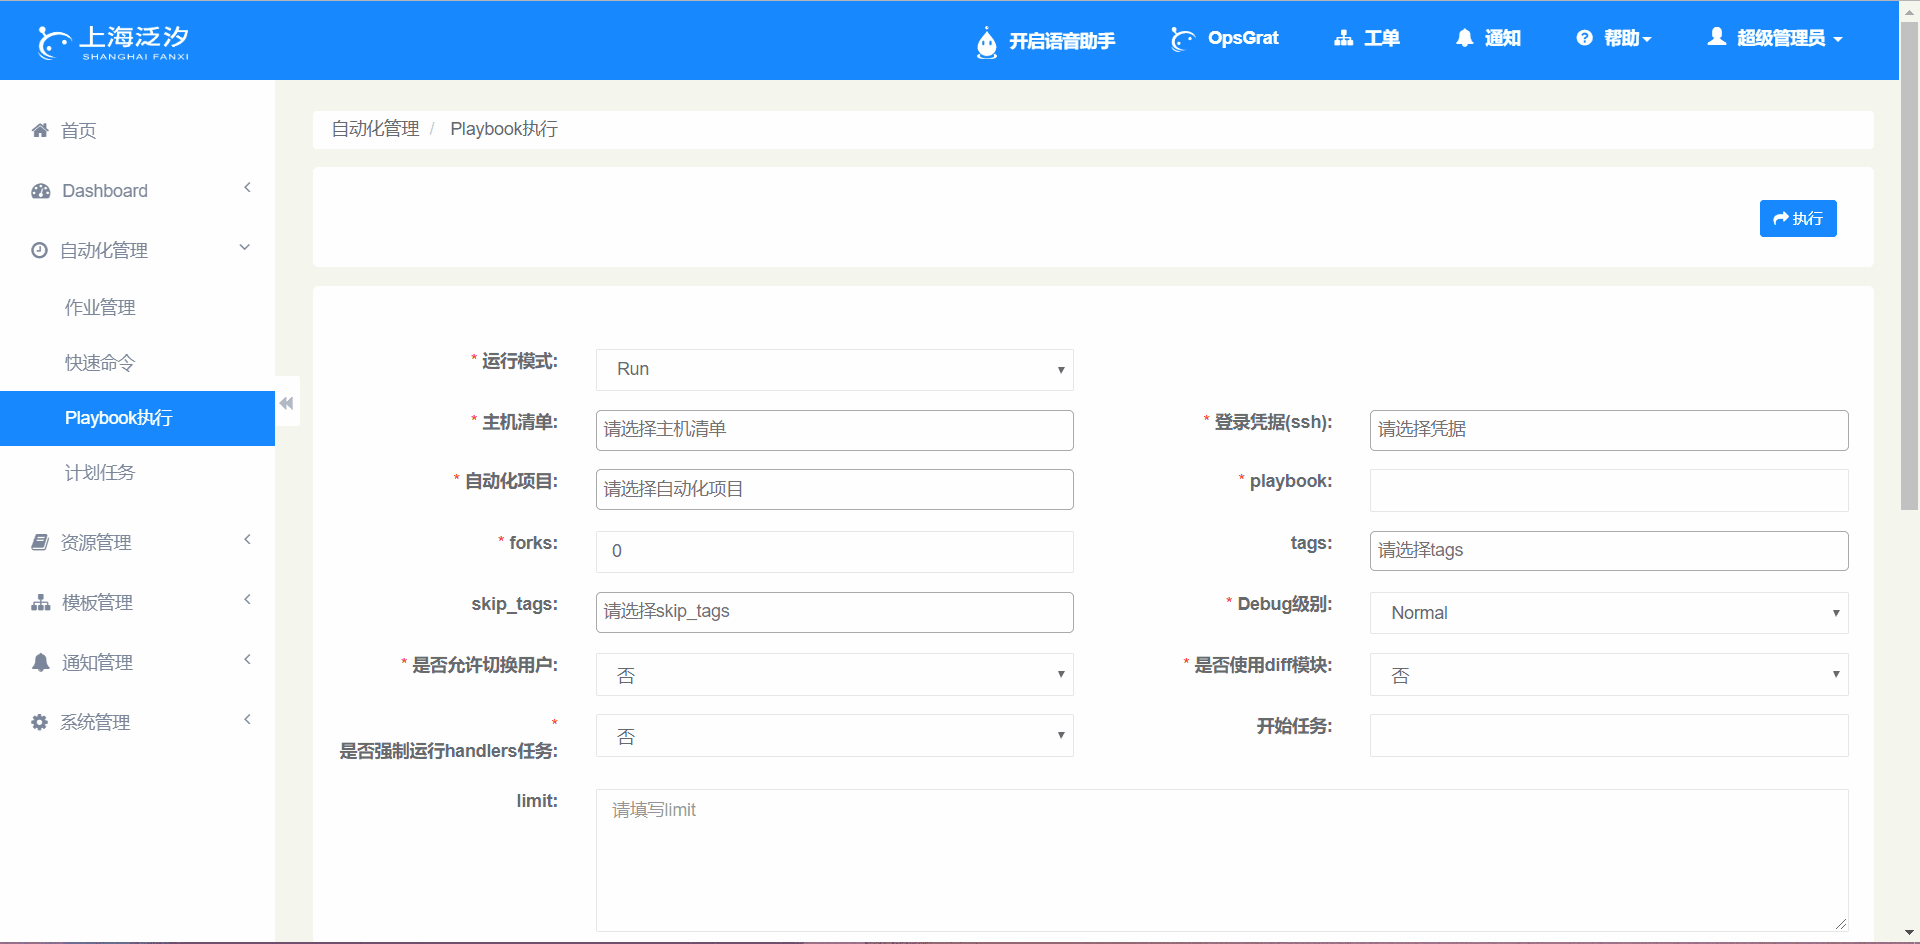 上海泛汐
SHANGHAI FANXI
开启语音助手
OpsGrat
工单
通知
帮助
超级管理员
首页
Dashboard
自动化管理
作业管理
快速命令
Playbook执行
计划任务
资源管理
模板管理
通知管理
系统管理
自动化管理 / Playbook执行
执行
* 运行模式: Run
* 主机清单: 请选择主机清单
* 登录凭据(ssh): 请选择凭据
* 自动化项目: 请选择自动化项目
* playbook:
* forks: 0
tags: 请选择tags
skip_tags: 请选择skip_tags
* Debug级别: Normal
* 是否允许切换用户: 否
* 是否使用diff模块: 否
*
是否强制运行handlers任务: 否
开始任务:
limit: 请填写limit